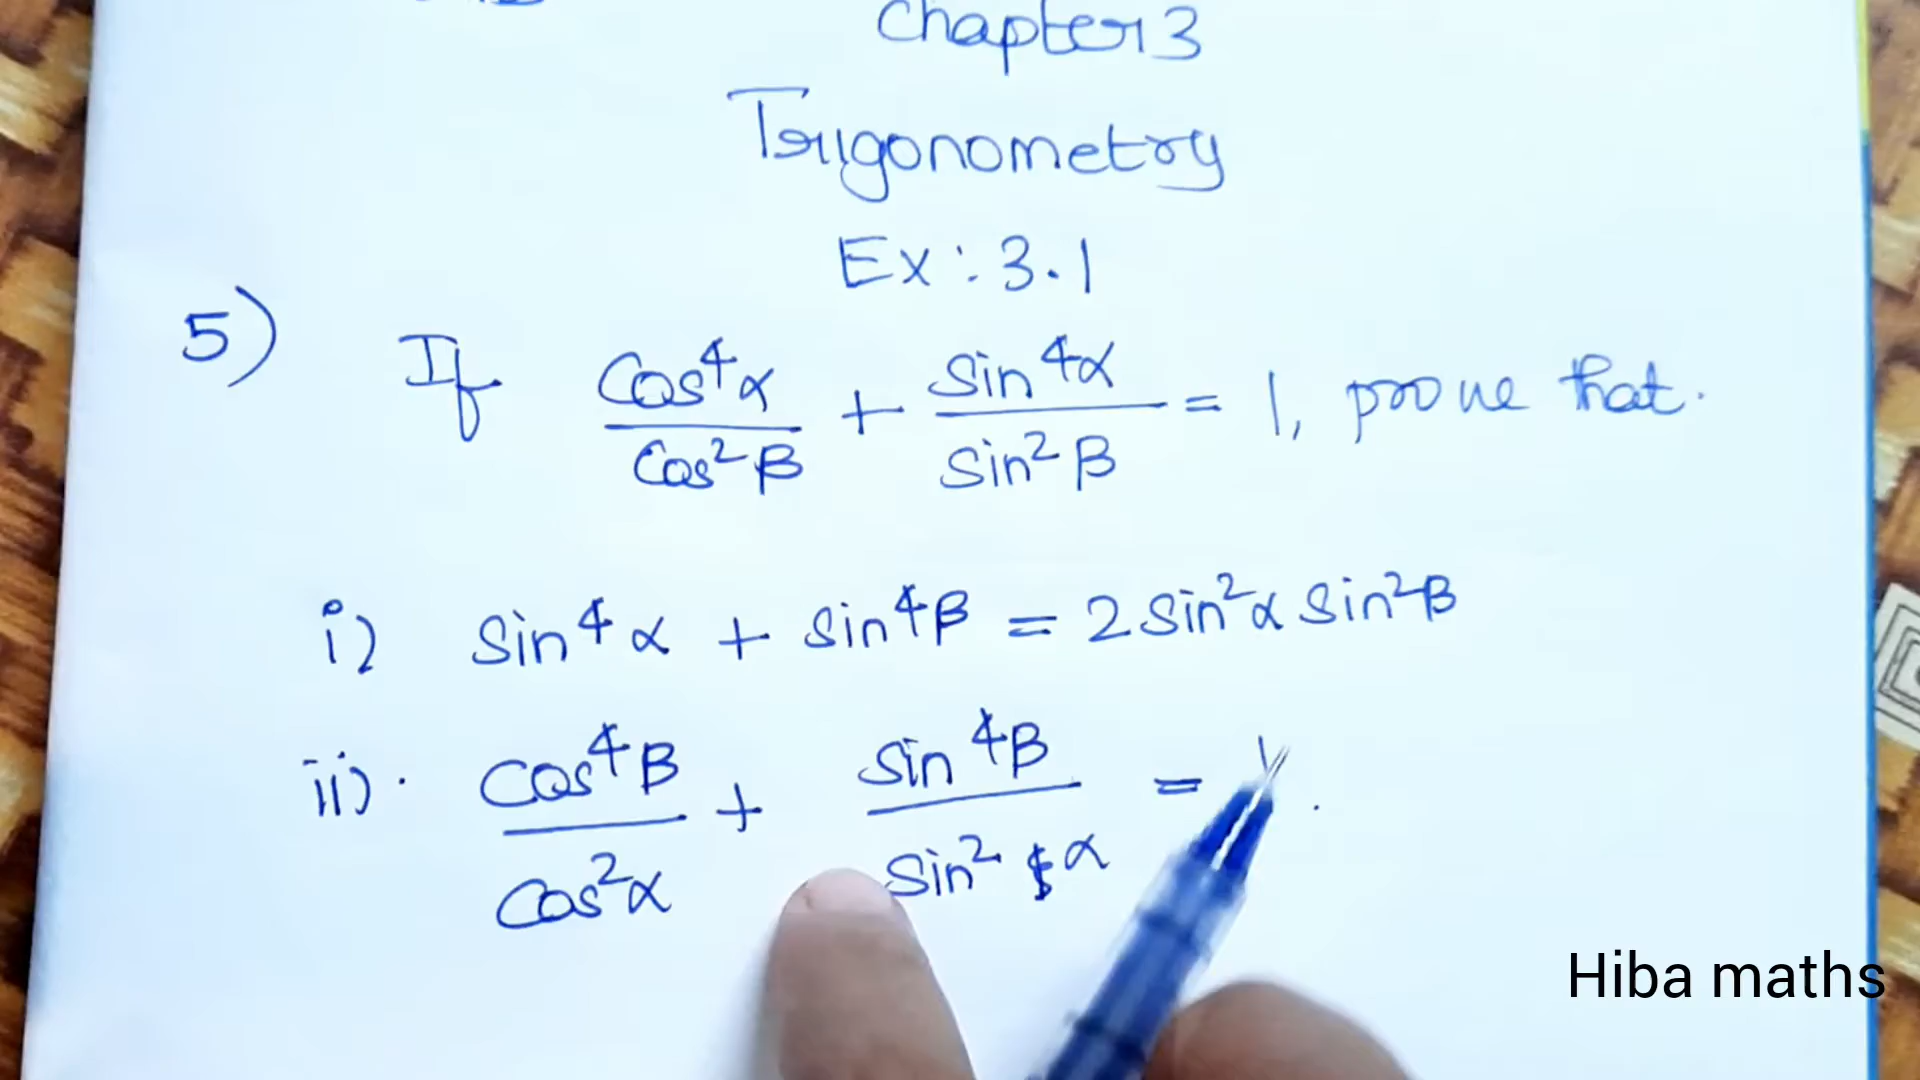 Chapter 3
Trigonometry
Ex: 3.1
5) If Cos⁴α/Cos²β + Sin⁴α/Sin²β = 1, prove that.
i) Sin⁴α + Sin⁴β = 2 Sin²α Sin²β
ii). Cos⁴β/Cos²α + Sin⁴β/Sin²α = 1.
Hiba maths